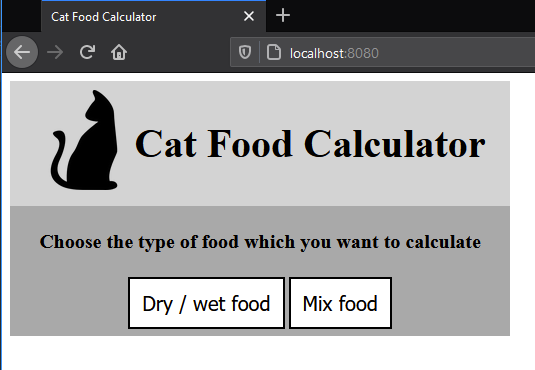 Cat Food Calculator
localhost:8080
Cat Food Calculator
Choose the type of food which you want to calculate
Dry / wet food Mix food